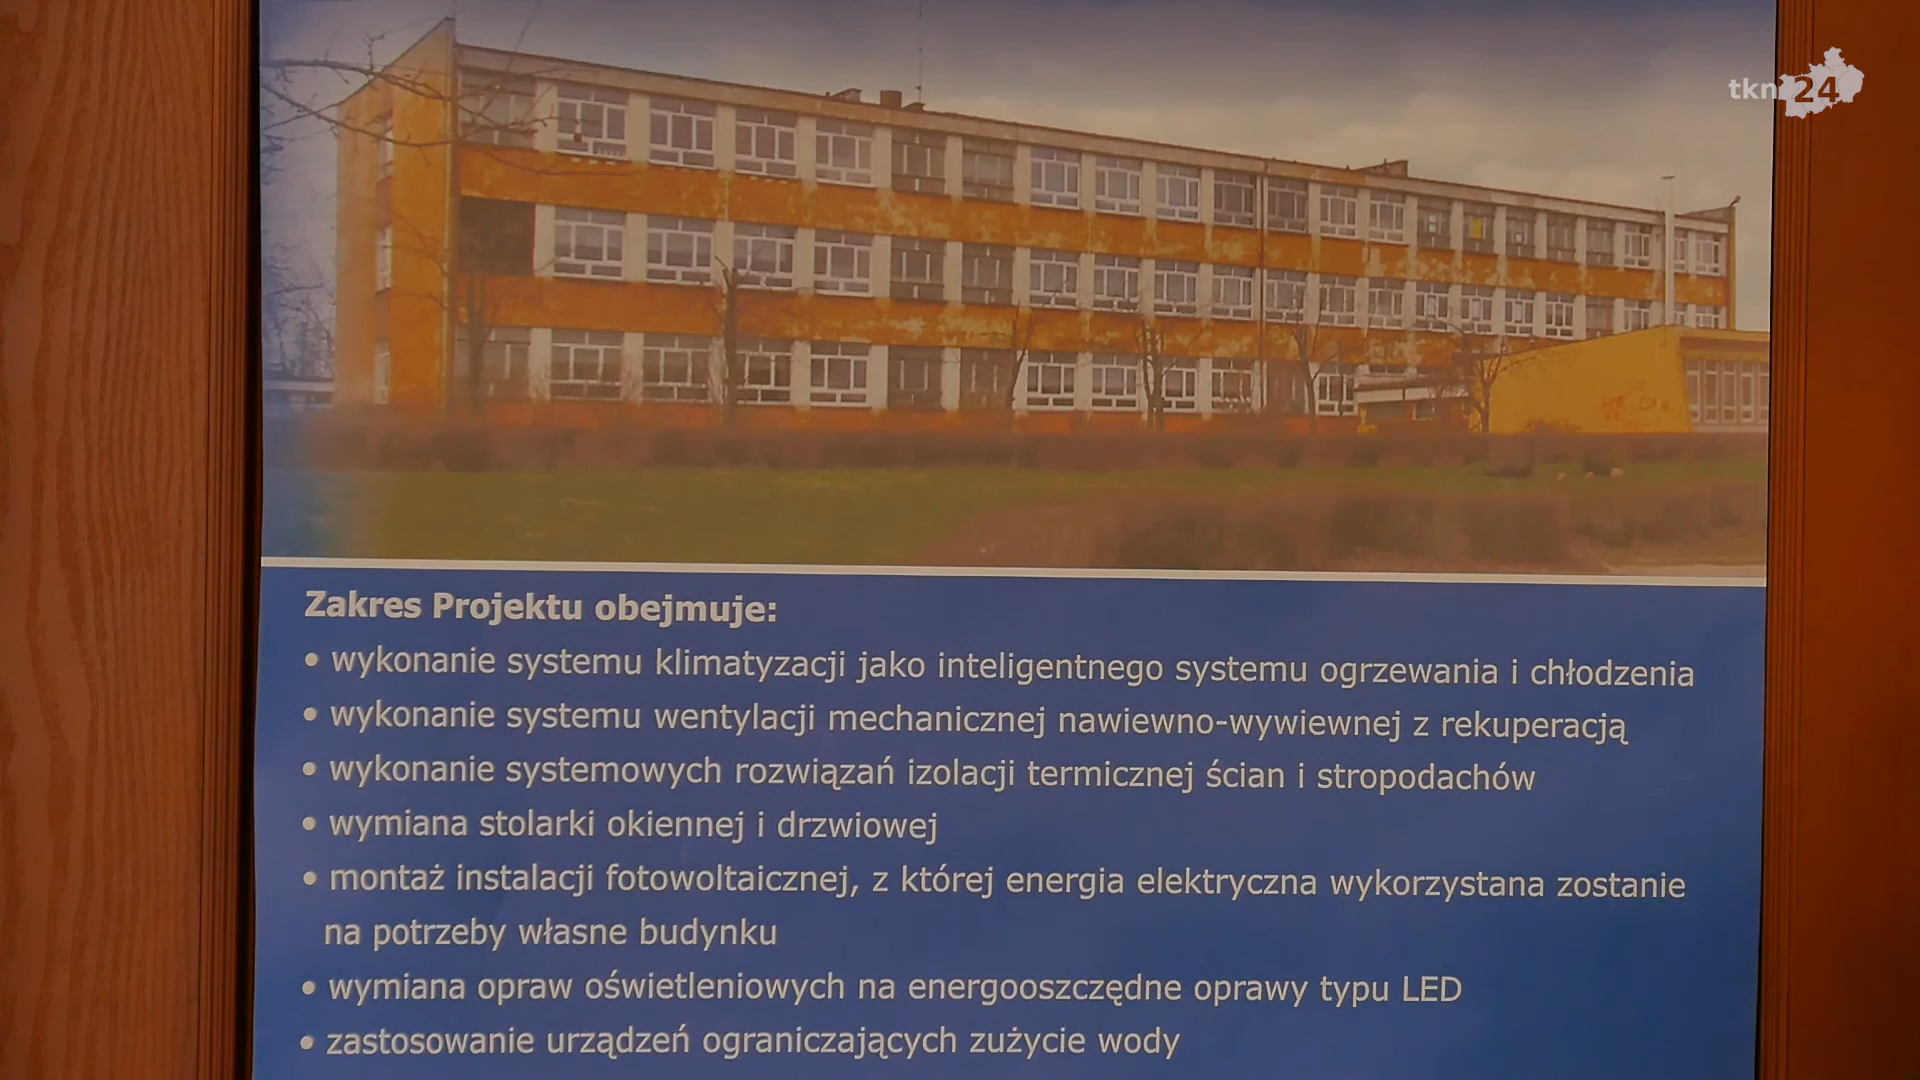 tkn24
Zakres Projektu obejmuje:
• wykonanie systemu klimatyzacji jako inteligentnego systemu ogrzewania i chłodzenia
• wykonanie systemu wentylacji mechanicznej nawiewno-wywiewnej z rekuperacją
• wykonanie systemowych rozwiązań izolacji termicznej ścian i stropodachów
• wymiana stolarki okiennej i drzwiowej
• montaż instalacji fotowoltaicznej, z której energia elektryczna wykorzystana zostanie
na potrzeby własne budynku
• wymiana opraw oświetleniowych na energooszczędne oprawy typu LED
• zastosowanie urządzeń ograniczających zużycie wody